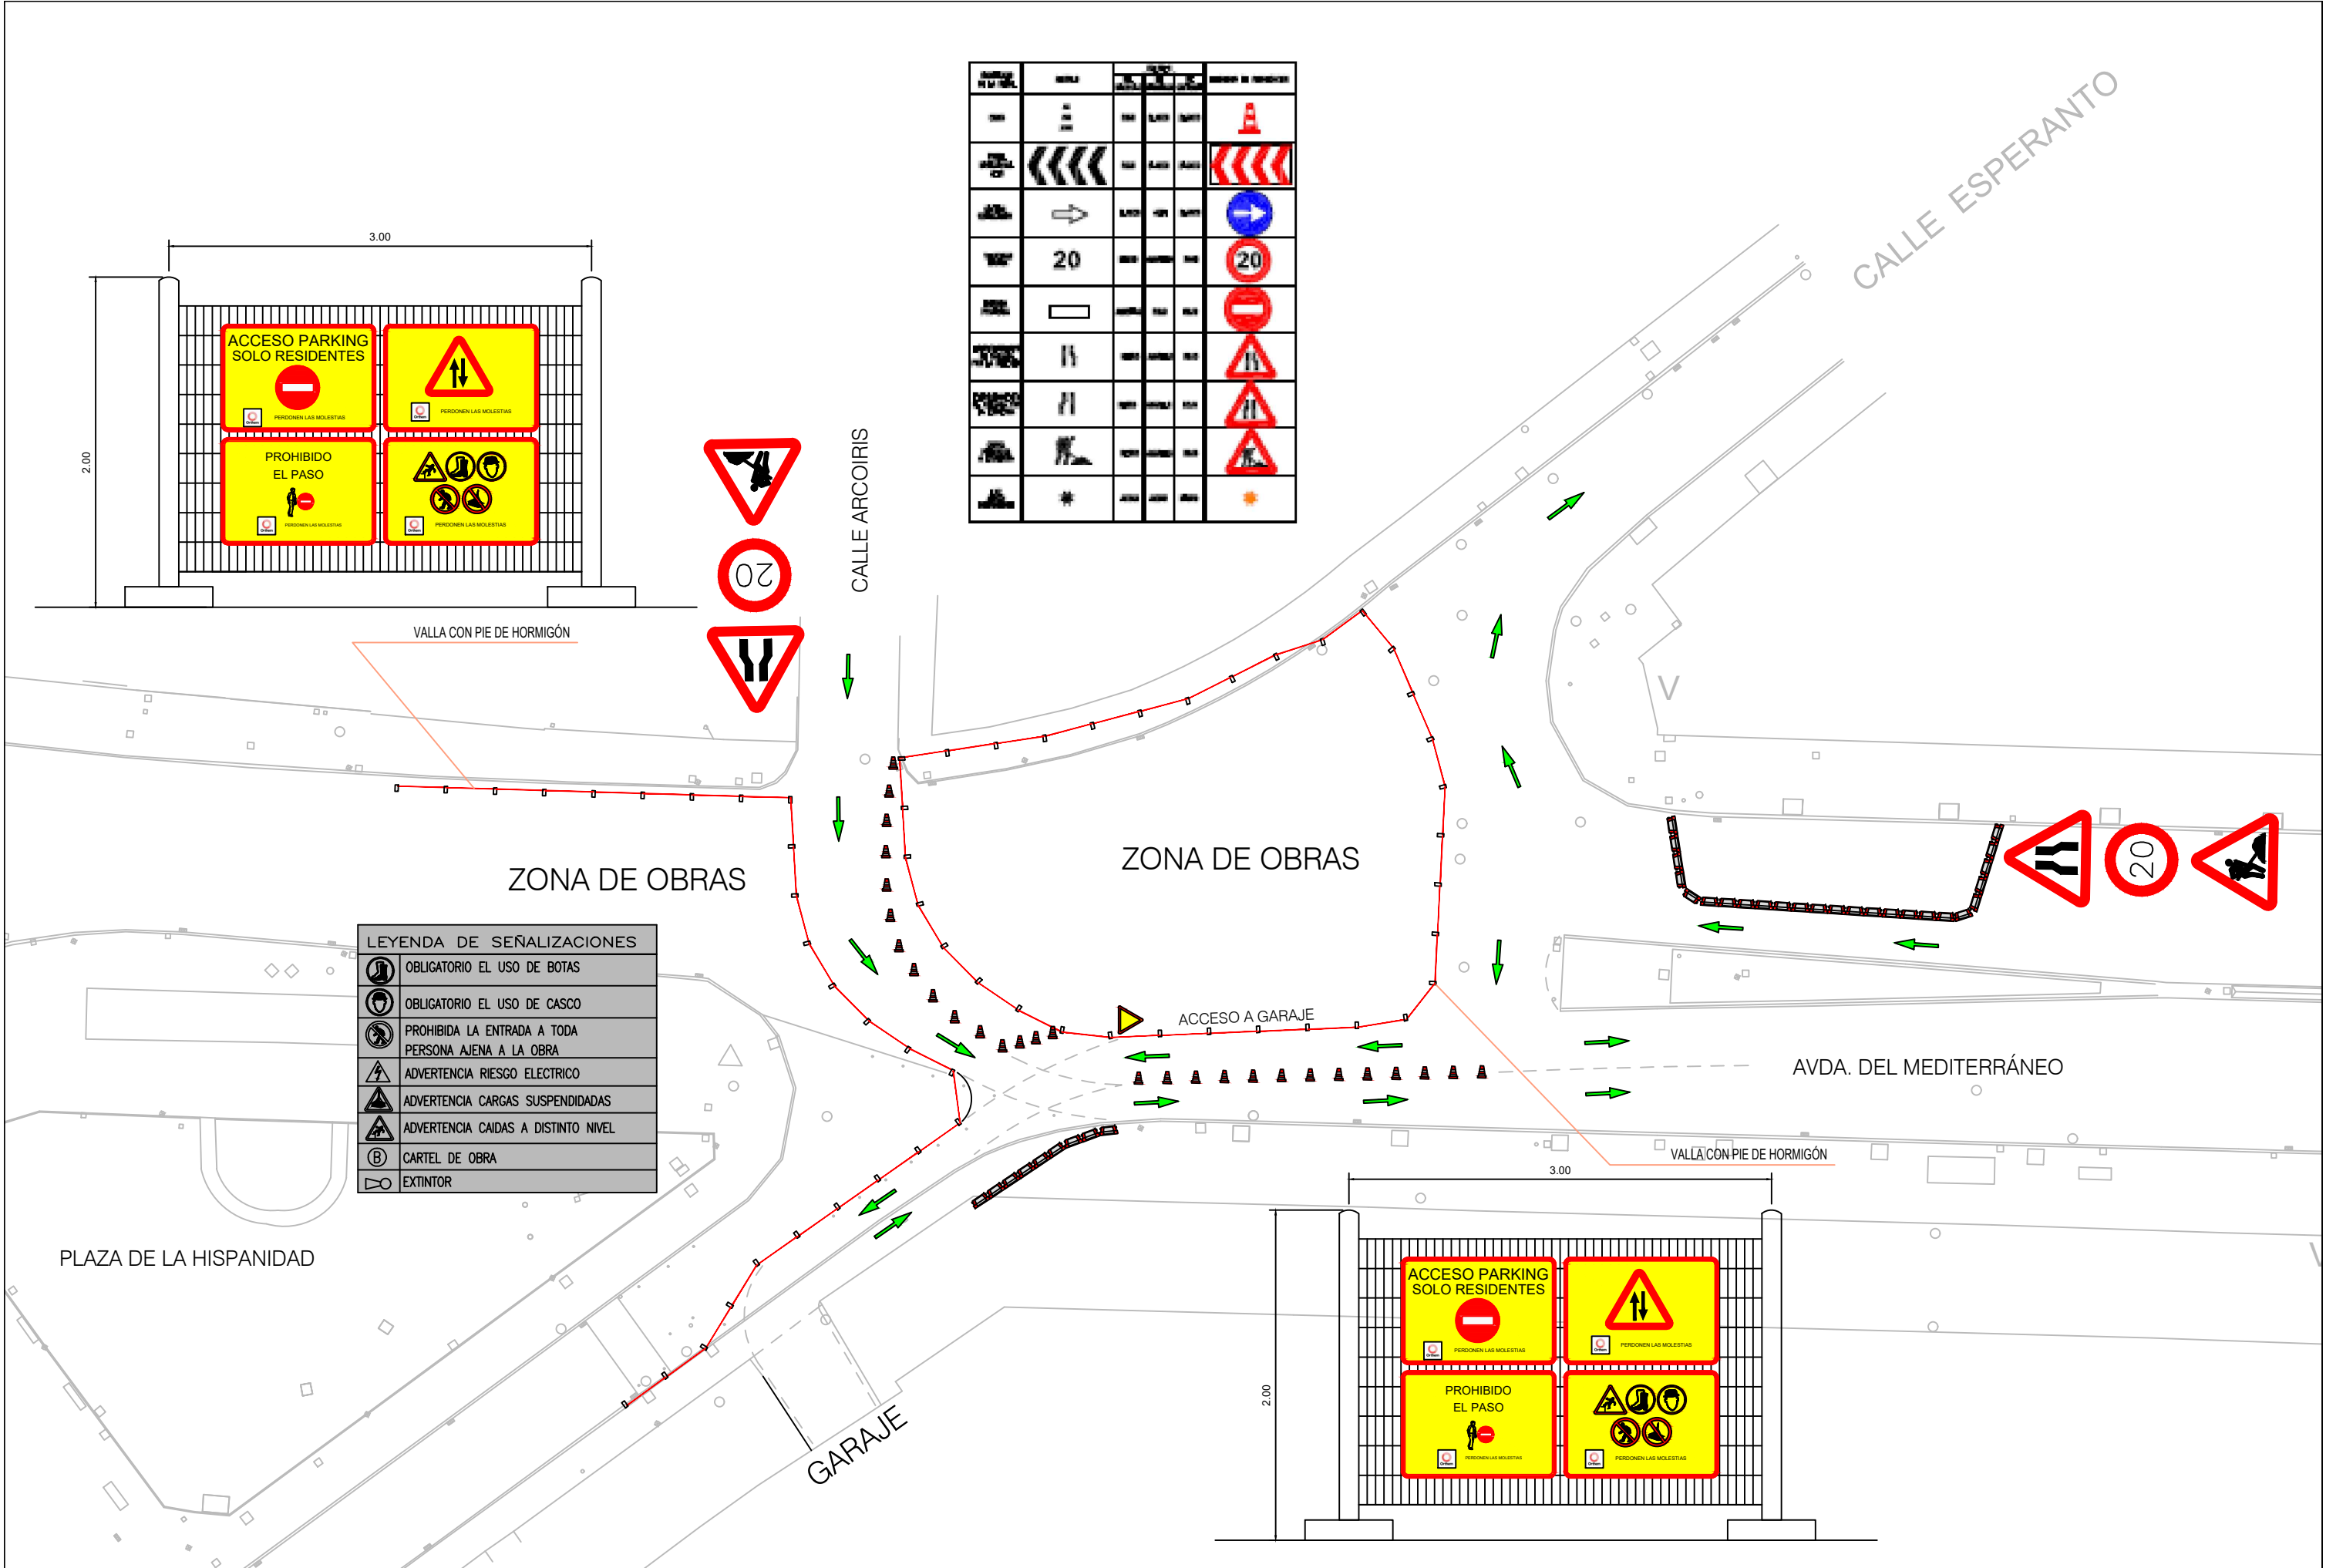 20
20
CALLE ESPERANTO
3.00
2.00
ACCESO PARKING
SOLO RESIDENTES
PERDONEN LAS MOLESTIAS
PERDONEN LAS MOLESTIAS
PROHIBIDO
EL PASO
PERDONEN LAS MOLESTIAS
PERDONEN LAS MOLESTIAS
VALLA CON PIE DE HORMIGÓN
20
CALLE ARCOIRIS
V
ZONA DE OBRAS
ZONA DE OBRAS
20
LEYENDA DE SEÑALIZACIONES
OBLIGATORIO EL USO DE BOTAS
OBLIGATORIO EL USO DE CASCO
PROHIBIDA LA ENTRADA A TODA
PERSONA AJENA A LA OBRA
ADVERTENCIA RIESGO ELECTRICO
ADVERTENCIA CARGAS SUSPENDIDADAS
ADVERTENCIA CAIDAS A DISTINTO NIVEL
B CARTEL DE OBRA
EXTINTOR
ACCESO A GARAJE
AVDA. DEL MEDITERRÁNEO
VALLA CON PIE DE HORMIGÓN
PLAZA DE LA HISPANIDAD
GARAJE
3.00
2.00
ACCESO PARKING
SOLO RESIDENTES
PERDONEN LAS MOLESTIAS
PERDONEN LAS MOLESTIAS
PROHIBIDO
EL PASO
PERDONEN LAS MOLESTIAS
PERDONEN LAS MOLESTIAS